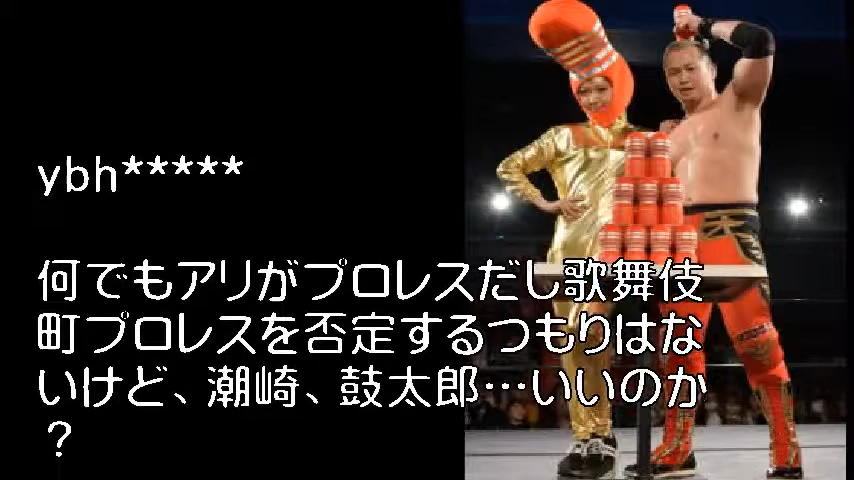 ybh*****
何でもアリがプロレスだし歌舞伎
町プロレスを否定するつもりはな
いけど、潮崎、鼓太郎…いいのか
？